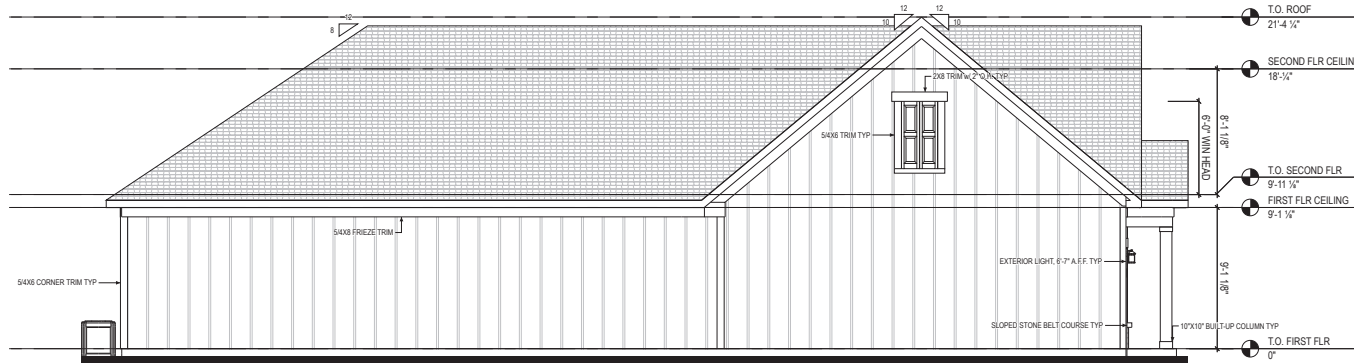 12
8
12
10
12
10
T.O. ROOF
21'-4 ¼"
SECOND FLR CEILIN
18'-¼"
2X8 TRIM w/ 2" O.H. TYP
5/4X6 TRIM TYP
6'-0" WIN HEAD
8'-1 1/8"
T.O. SECOND FLR
9'-11 ⅛"
FIRST FLR CEILING
9'-1 ⅛"
5/4X8 FRIEZE TRIM
EXTERIOR LIGHT, 6'-7" A.F.F. TYP
5/4X6 CORNER TRIM TYP
9'-1 1/8"
SLOPED STONE BELT COURSE TYP
10"X10" BUILT-UP COLUMN TYP
T.O. FIRST FLR
0"